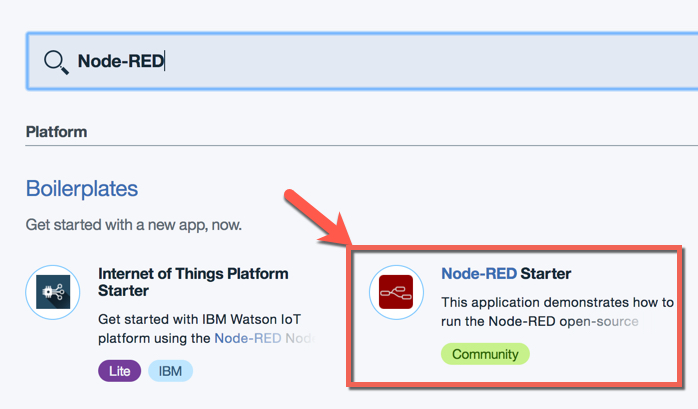 Node-RED
Platform
Boilerplates
Get started with a new app, now.
Internet of Things Platform
Starter
Get started with IBM Watson IoT
platform using the Node-RED Node
Lite
IBM
Node-RED Starter
This application demonstrates how to
run the Node-RED open-source
Community